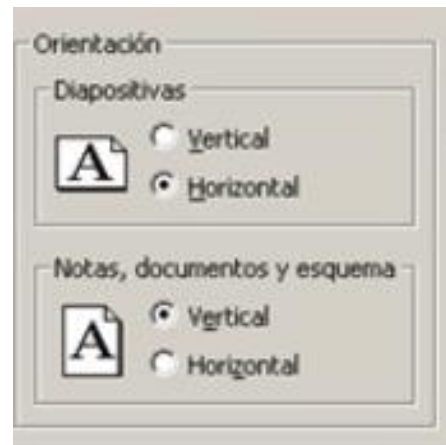 Orientación
Diapositivas
A
Vertical
Horizontal
Notas, documentos y esquema
A
Vertical
Horizontal